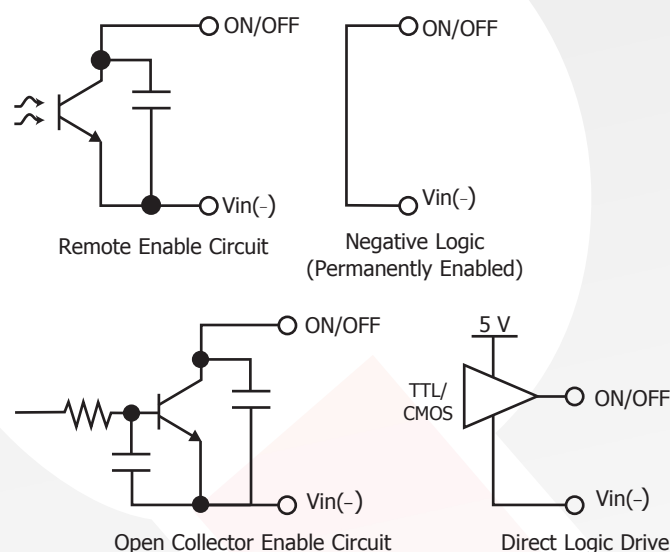 ON/OFF
Vin(–)
Remote Enable Circuit
ON/OFF
Vin(–)
Negative Logic
(Permanently Enabled)
ON/OFF
Vin(–)
Open Collector Enable Circuit
5 V
TTL/
CMOS
ON/OFF
Vin(–)
Direct Logic Drive